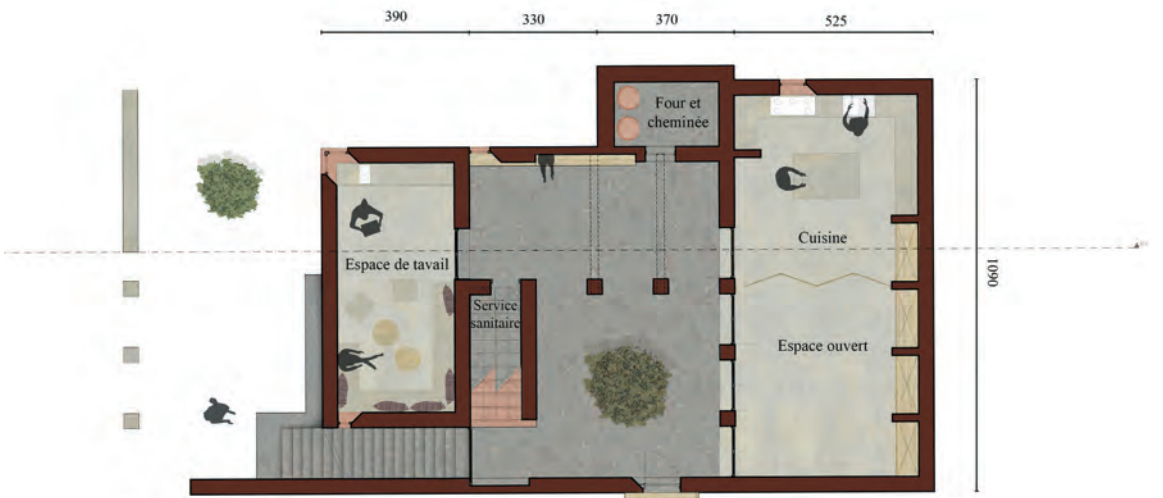 390 330 370 525
Four et
cheminée
Cuisine
Espace de tavail
1090
Service
sanitaire
Espace ouvert